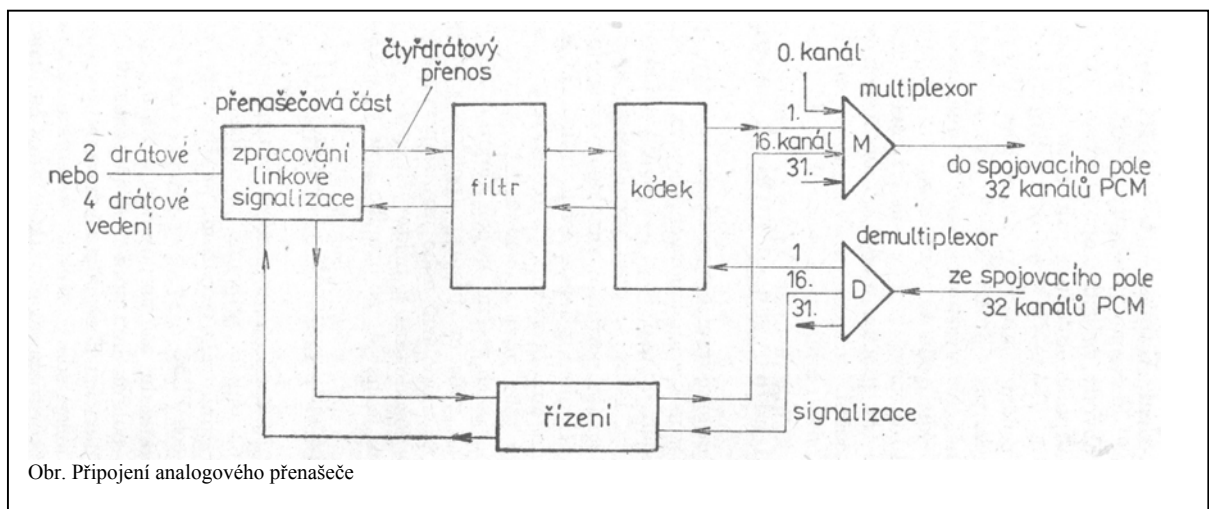 čtyřdrátový
přenos
0. kanál
multiplexor
přenašečová část
1.
2 drátové
nebo
4 drátové
vedení
zpracování
linkové
signalizace
filtr
kódek
16. kanál
M
31.
do spojovacího pole
32 kanálů PCM
demultiplexor
1
16.
D
31.
ze spojovacího pole
32 kanálů PCM
řízení
signalizace
Obr. Připojení analogového přenašeče